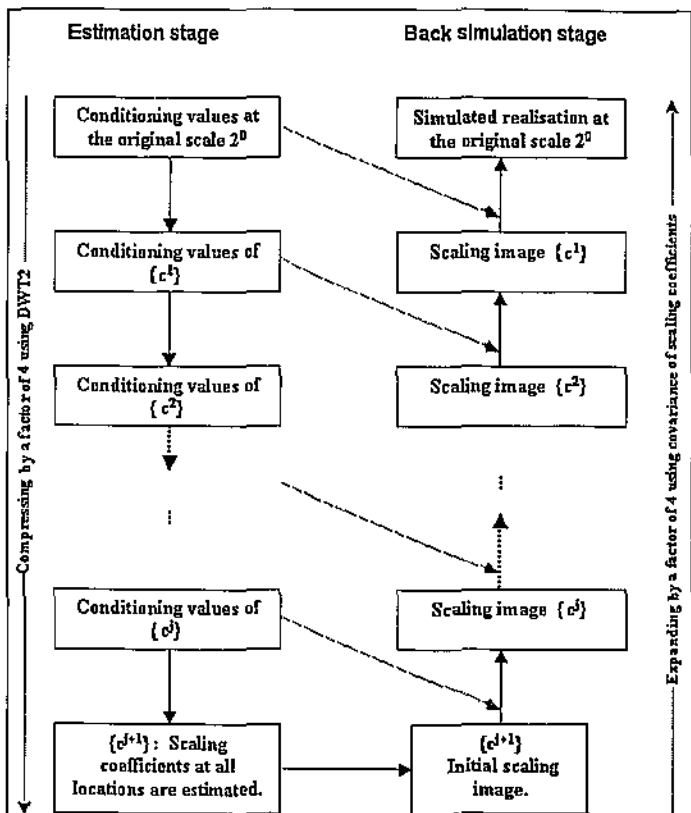 Estimation stage
Back simulation stage
Conditioning values at
the original scale 2⁰
Simulated realisation at
the original scale 2⁰
Conditioning values of
{c¹}
Scaling image {c¹}
Conditioning values of
{c²}
Scaling image {c²}
Conditioning values of
{cʲ}
Scaling image {cʲ}
{cʲ⁺¹}: Scaling
coefficients at all
locations are estimated.
{cʲ⁺¹}
Initial scaling
image.
Compressing by a factor of 4 using DWT2
Expanding by a factor of 4 using covariance of scaling coefficients